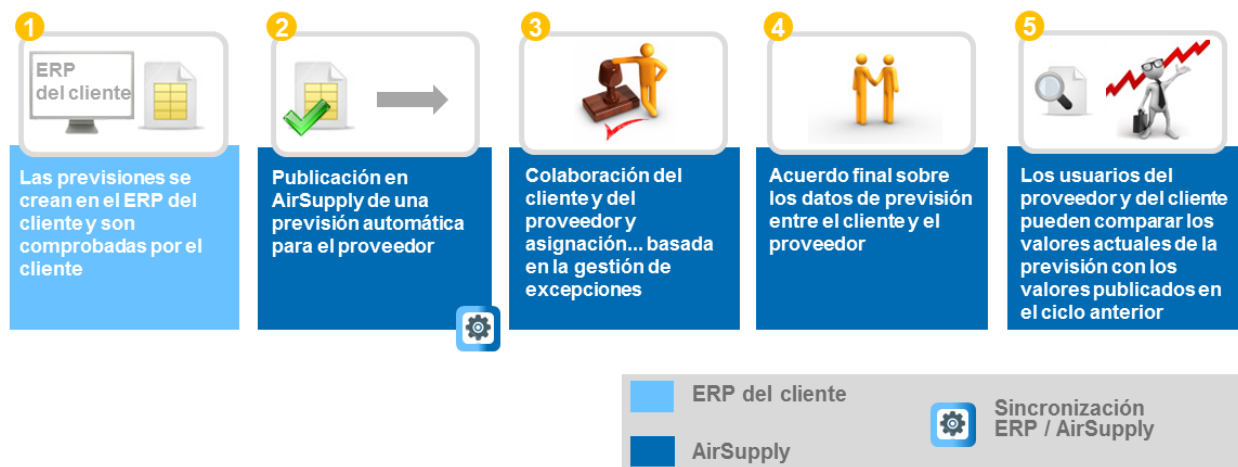 1
ERP
del cliente
Las previsiones se
crean en el ERP del
cliente y son
comprobadas por el
cliente
2
Publicación en
AirSupply de una
previsión automática
para el proveedor
3
Colaboración del
cliente y del
proveedor y
asignación... basada
en la gestión de
excepciones
4
Acuerdo final sobre
los datos de previsión
entre el cliente y el
proveedor
5
Los usuarios del
proveedor y del cliente
pueden comparar los
valores actuales de la
previsión con los
valores publicados en
el ciclo anterior
ERP del cliente
AirSupply
Sincronización
ERP / AirSupply